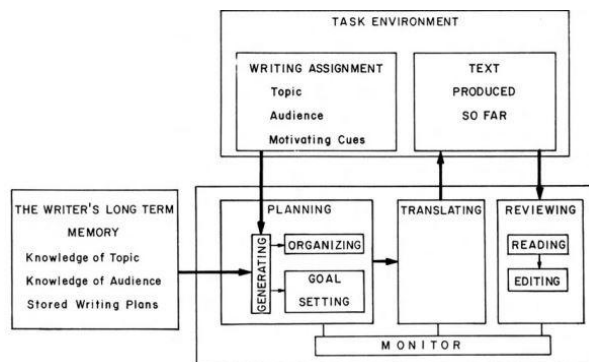 TASK ENVIRONMENT
WRITING ASSIGNMENT
Topic
Audience
Motivating Cues
TEXT
PRODUCED
SO FAR
THE WRITER'S LONG TERM
MEMORY
Knowledge of Topic
Knowledge of Audience
Stored Writing Plans
PLANNING
GENERATING
ORGANIZING
GOAL
SETTING
TRANSLATING
REVIEWING
READING
EDITING
MONITOR